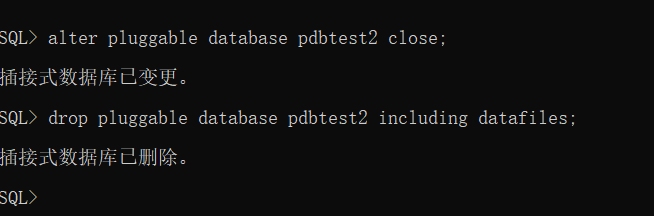 SQL> alter pluggable database pdbtest2 close;
插接式数据库已变更。
SQL> drop pluggable database pdbtest2 including datafiles;
插接式数据库已删除。
SQL>